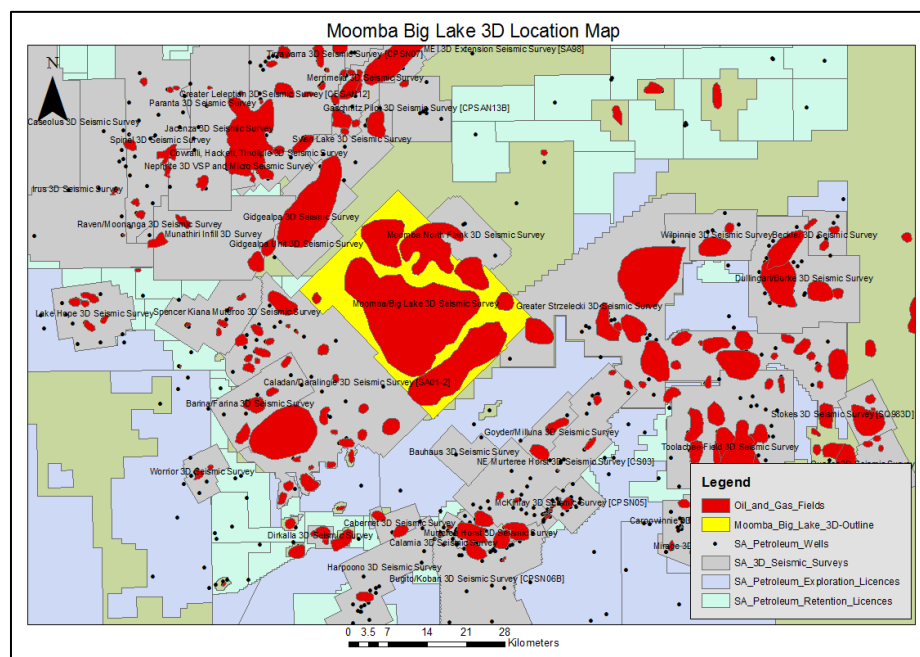 Moomba Big Lake 3D Location Map
N
MEI 3D Extension Seismic Survey [SA98]
Merrimelia 3D Seismic Survey
Greater Leleptian 3D Seismic Survey [CPSAN12]
Paranta 3D Seismic Survey
Gaschnitz Pilot 3D Seismic Survey [CPSAN13B]
Caseolus 3D Seismic Survey
Jacenza 3D Seismic Survey
Spinel 3D Seismic Survey
Swan Lake 3D Seismic Survey
Cowralli, Hackett, Tindilpie 3D Seismic Survey
Nephrite 3D VSP and Micro Seismic Survey
irus 3D Seismic Survey
Gidgealpa 3D Seismic Survey
Raven/Moonanga 3D Seismic Survey
Munathiri Infill 3D Survey
Gidgealpa Unit 3D Seismic Survey
Moomba North Flank 3D Seismic Survey
Wilpinnie 3D Seismic Survey
Beckler 3D Seismic Survey
Dullingari/Burke 3D Seismic Survey
Moomba/Big Lake 3D Seismic Survey
Greater Strzelecki 3D Seismic Survey
Lake Hope 3D Seismic Survey
Spencer Kiana Muteroo 3D Seismic Survey
Caladan/Daralingie 3D Seismic Survey [SA01-2]
Barina/Farina 3D Seismic Survey
Stokes 3D Seismic Survey [SQ983D]
Goyder/Milluna 3D Seismic Survey
Bauhaus 3D Seismic Survey
Toolachee Field 3D Seismic Survey
NE Murteree Horst 3D Seismic Survey [CS03]
Worrior 3D Seismic Survey
McKinlay 3D Seismic Survey [CPSN05]
Cabernet 3D Seismic Survey
Murteree Horst 3D Seismic Survey
Dirkalla 3D Seismic Survey
Calamia 3D Seismic Survey
Harpoono 3D Seismic Survey
Bugito/Kobari 3D Seismic Survey [CPSN06B]
Legend
Oil_and_Gas_Fields
Moomba_Big_Lake_3D-Outline
SA_Petroleum_Wells
SA_3D_Seismic_Surveys
SA_Petroleum_Exploration_Licences
SA_Petroleum_Retention_Licences
0 3.5 7 14 21 28
Kilometers